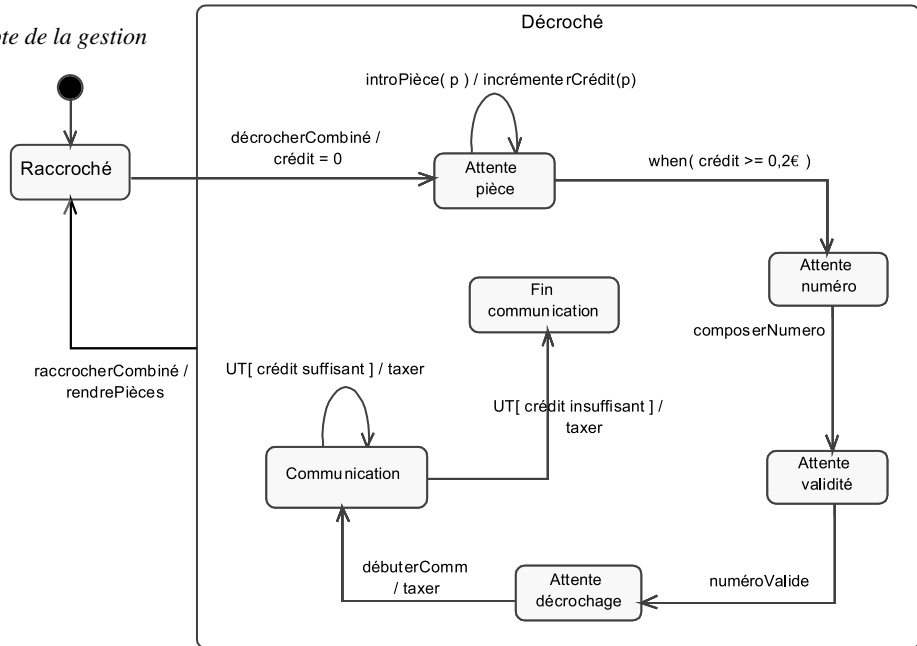 Décroché
de la gestion
introPièce( p ) / incrémenterCrédit(p)
décrocherCombiné /
crédit = 0
Raccroché
Attente
pièce
when( crédit >= 0,2€ )
Attente
numéro
Fin
communication
composerNumero
raccrocherCombiné /
rendrePièces
UT[ crédit suffisant ] / taxer
UT[ crédit insuffisant ] /
taxer
Communication
Attente
validité
débuterComm
/ taxer
Attente
décrochage
numéroValide